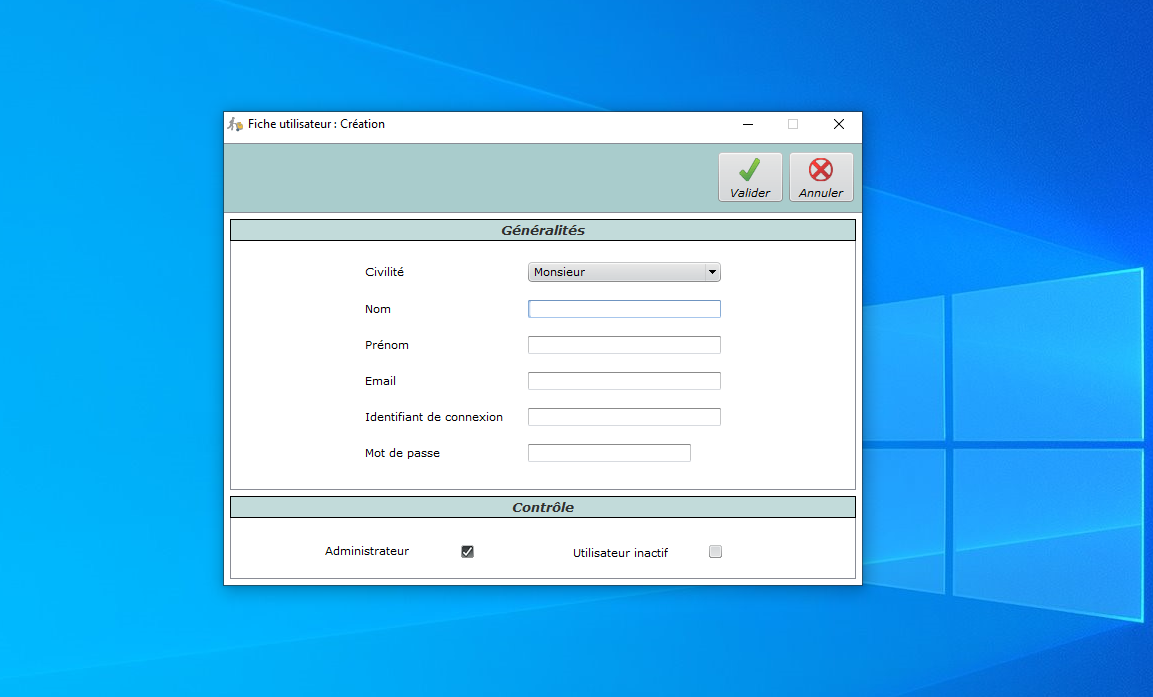 Fiche utilisateur : Création
Valider
Annuler
Généralités
Civilité
Monsieur
Nom
Prénom
Email
Identifiant de connexion
Mot de passe
Contrôle
Administrateur
Utilisateur inactif